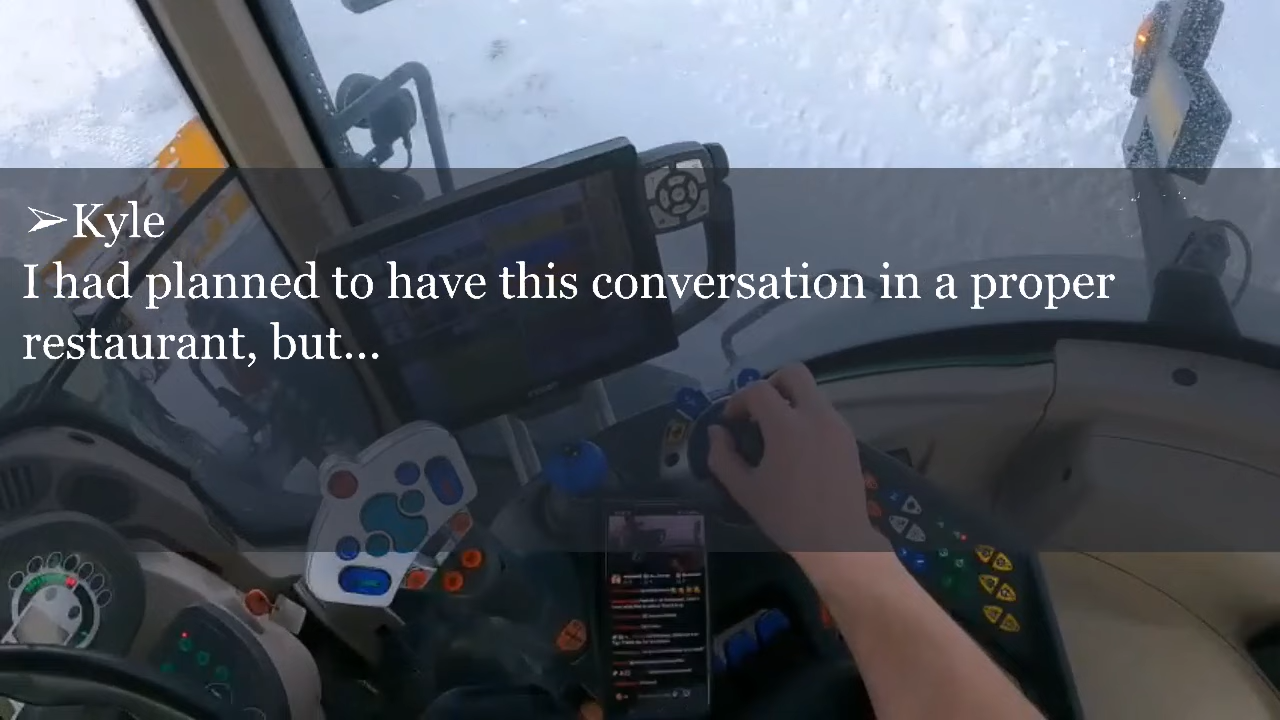 ➢Kyle
I had planned to have this conversation in a proper
restaurant, but...